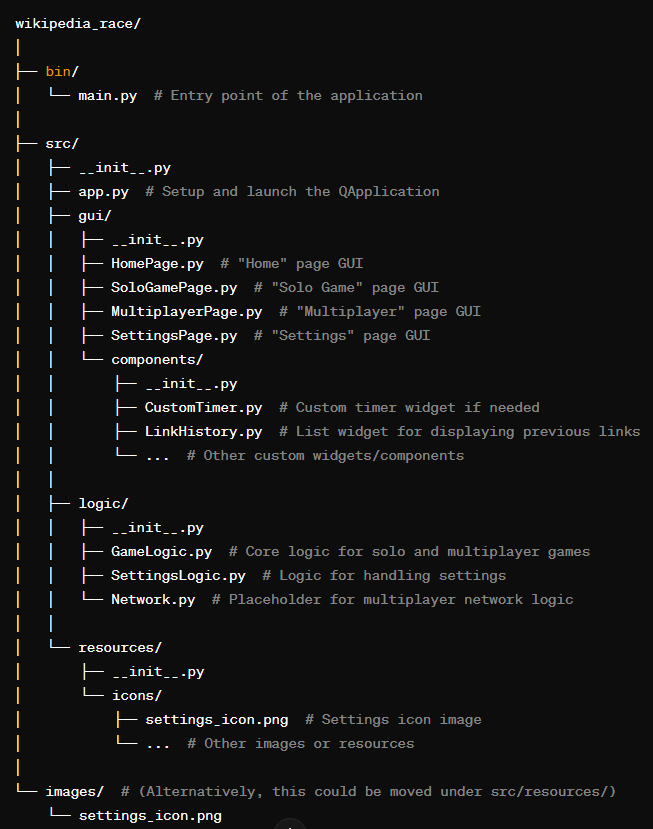 wikipedia_race/
│
├── bin/
│   └── main.py  # Entry point of the application
│
├── src/
│   ├── __init__.py
│   ├── app.py  # Setup and launch the QApplication
│   ├── gui/
│   │   ├── __init__.py
│   │   ├── HomePage.py  # "Home" page GUI
│   │   ├── SoloGamePage.py  # "Solo Game" page GUI
│   │   ├── MultiplayerPage.py  # "Multiplayer" page GUI
│   │   ├── SettingsPage.py  # "Settings" page GUI
│   │   └── components/
│   │       ├── __init__.py
│   │       ├── CustomTimer.py  # Custom timer widget if needed
│   │       ├── LinkHistory.py  # List widget for displaying previous links
│   │       └── ...  # Other custom widgets/components
│   │
│   ├── logic/
│   │   ├── __init__.py
│   │   ├── GameLogic.py  # Core logic for solo and multiplayer games
│   │   ├── SettingsLogic.py  # Logic for handling settings
│   │   └── Network.py  # Placeholder for multiplayer network logic
│   │
│   └── resources/
│       ├── __init__.py
│       └── icons/
│           ├── settings_icon.png  # Settings icon image
│           └── ...  # Other images or resources
│
└── images/  # (Alternatively, this could be moved under src/resources/)
    └── settings_icon.png